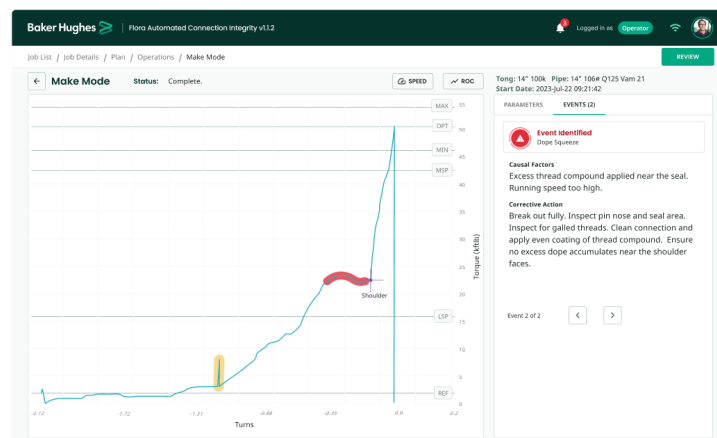 Baker Hughes
Flora Automated Connection Integrity v1.1.2
3
Logged in as
Operator
Job List / Job Details / Plan / Operations / Make Mode
REVIEW
Make Mode
Status: Complete.
SPEED
ROC
Tong: 14" 100k Pipe: 14" 106# Q125 Vam 21
Start Date: 2023-Jul-22 09:21:42
PARAMETERS
EVENTS (2)
Event Identified
Dope Squeeze
Causal Factors
Excess thread compound applied near the seal.
Running speed too high.
Corrective Action
Break out fully. Inspect pin nose and seal area.
Inspect for galled threads. Clean connection and
apply even coating of thread compound. Ensure
no excess dope accumulates near the shoulder
faces.
Event 2 of 2
MAX
55
OPT
50
MIN
45
MSP
40
35
30
25
20
LSP
15
10
5
REF
0
Torque (kftlb)
Shoulder
-2.12
-1.72
-1.31
0.0
0.2
Turns